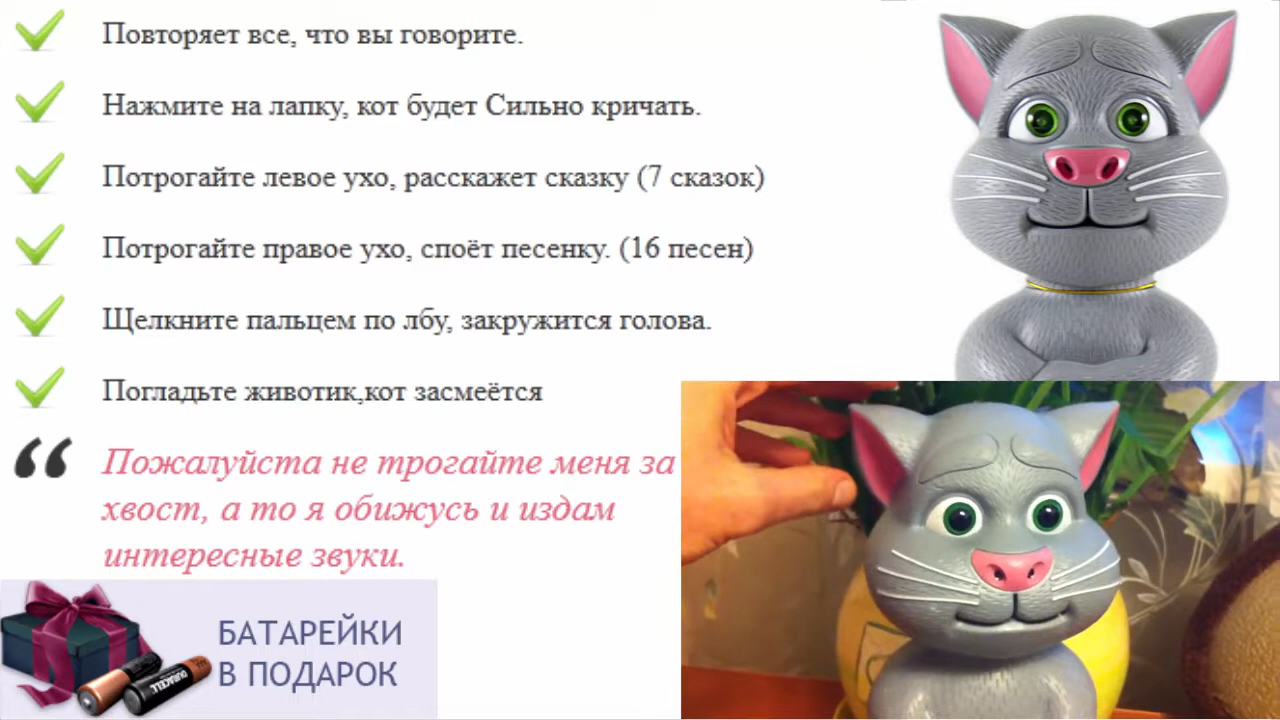 Повторяет все, что вы говорите.
Нажмите на лапку, кот будет Сильно кричать.
Потрогайте левое ухо, расскажет сказку (7 сказок)
Потрогайте правое ухо, споёт песенку. (16 песен)
Щелкните пальцем по лбу, закружится голова.
Погладьте животик,кот засмеётся
“ Пожалуйста не трогайте меня за
хвост, а то я обижусь и издам
интересные звуки.
БАТАРЕЙКИ
В ПОДАРОК
DURACELL